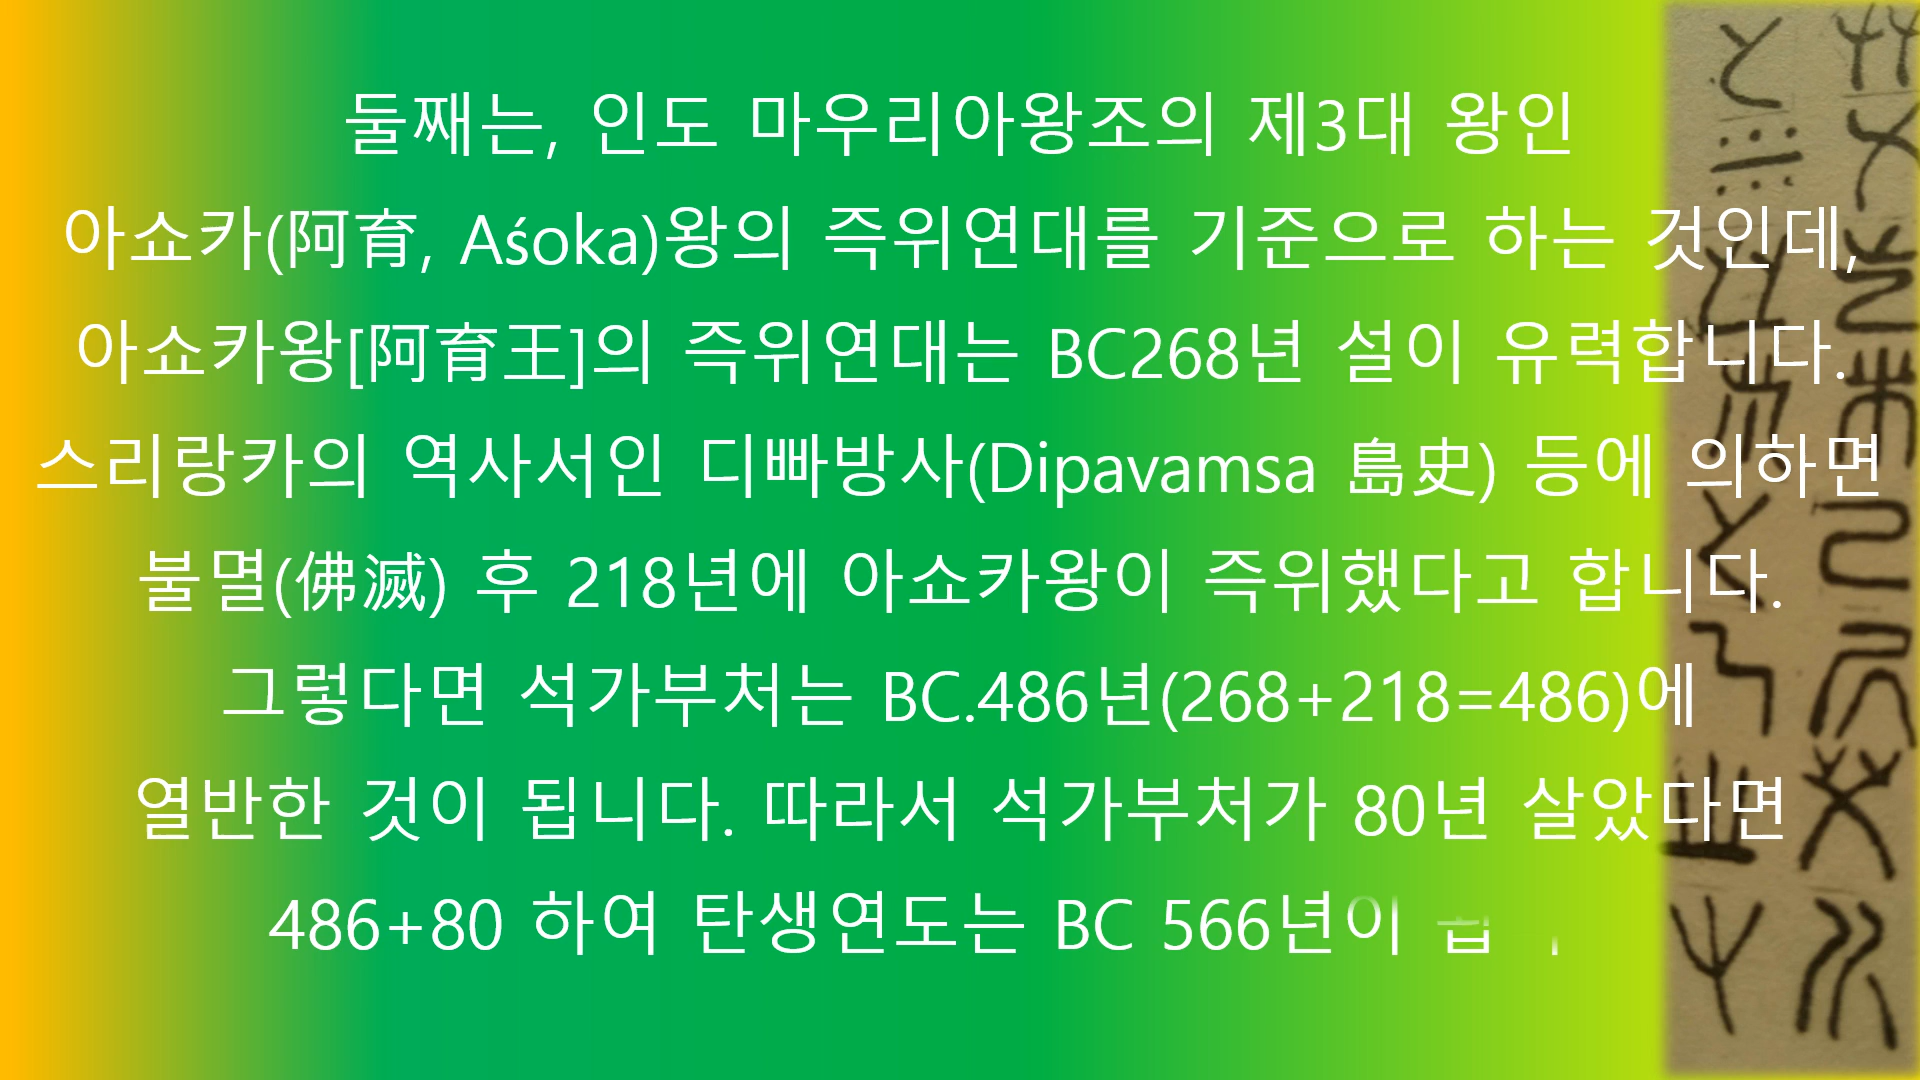 둘째는, 인도 마우리아왕조의 제3대 왕인
아쇼카(阿育, Aśoka)왕의 즉위연대를 기준으로 하는 것인데,
아쇼카왕[阿育王]의 즉위연대는 BC268년 설이 유력합니다.
스리랑카의 역사서인 디빠방사(Dipavamsa 島史) 등에 의하면
불멸(佛滅) 후 218년에 아쇼카왕이 즉위했다고 합니다.
그렇다면 석가부처는 BC.486년(268+218=486)에
열반한 것이 됩니다. 따라서 석가부처가 80년 살았다면
486+80 하여 탄생연도는 BC 566년이